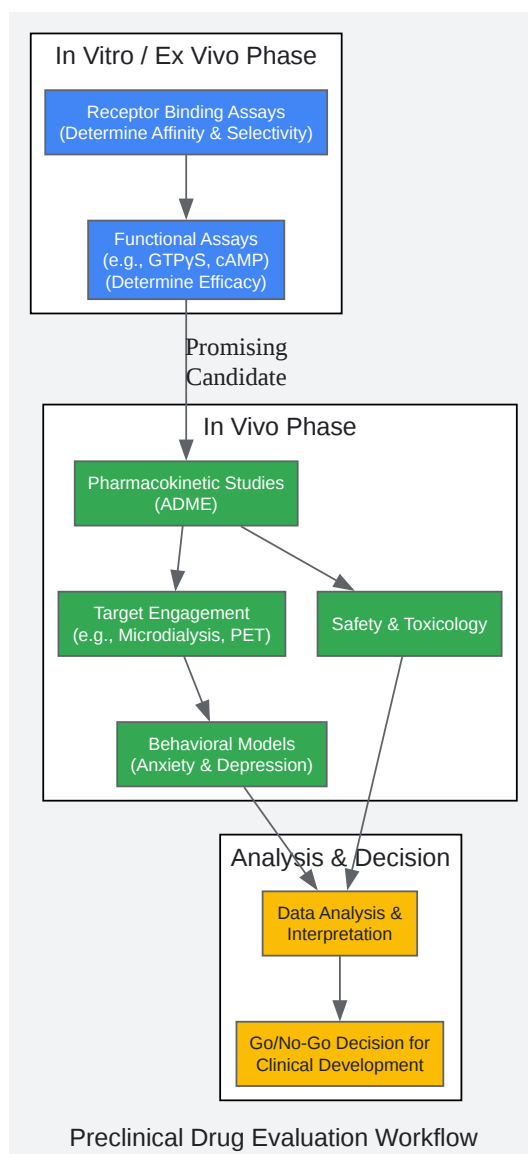 In Vitro / Ex Vivo Phase
Receptor Binding Assays
(Determine Affinity & Selectivity)
Functional Assays
(e.g., GTPγS, cAMP)
(Determine Efficacy)
Promising
Candidate
In Vivo Phase
Pharmacokinetic Studies
(ADME)
Target Engagement
(e.g., Microdialysis, PET)
Safety & Toxicology
Behavioral Models
(Anxiety & Depression)
Analysis & Decision
Data Analysis &
Interpretation
Go/No-Go Decision for
Clinical Development
Preclinical Drug Evaluation Workflow